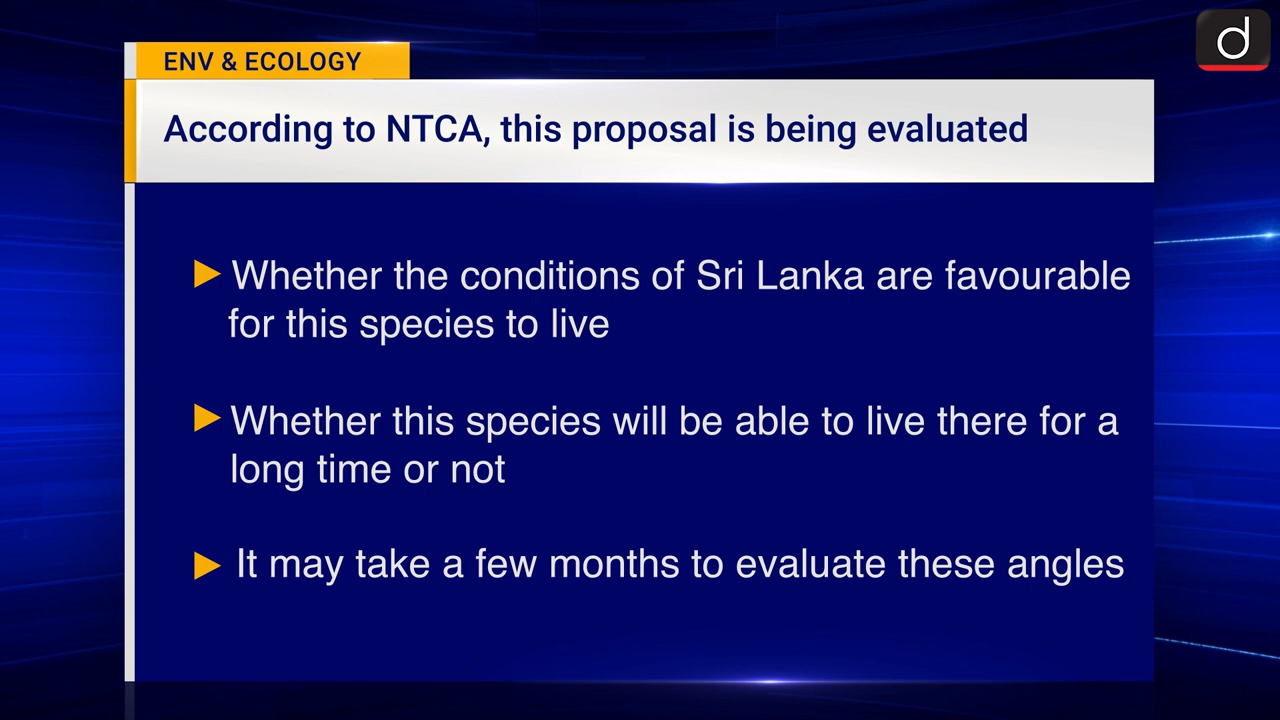 d
ENV & ECOLOGY
According to NTCA, this proposal is being evaluated
Whether the conditions of Sri Lanka are favourable
for this species to live
Whether this species will be able to live there for a
long time or not
It may take a few months to evaluate these angles